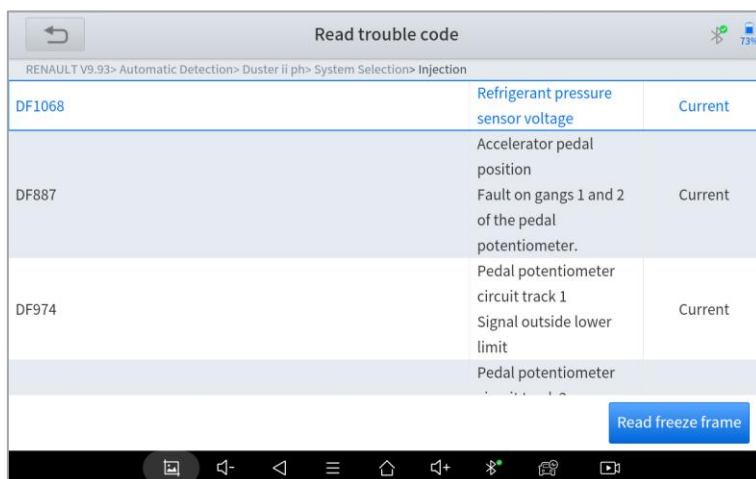 Read trouble code
73%
RENAULT V9.93> Automatic Detection> Duster ii ph> System Selection> Injection
DF1068
Refrigerant pressure
sensor voltage
Current
DF887
Accelerator pedal
position
Fault on gangs 1 and 2
of the pedal
potentiometer.
Current
DF974
Pedal potentiometer
circuit track 1
Signal outside lower
limit
Current
Pedal potentiometer
Read freeze frame